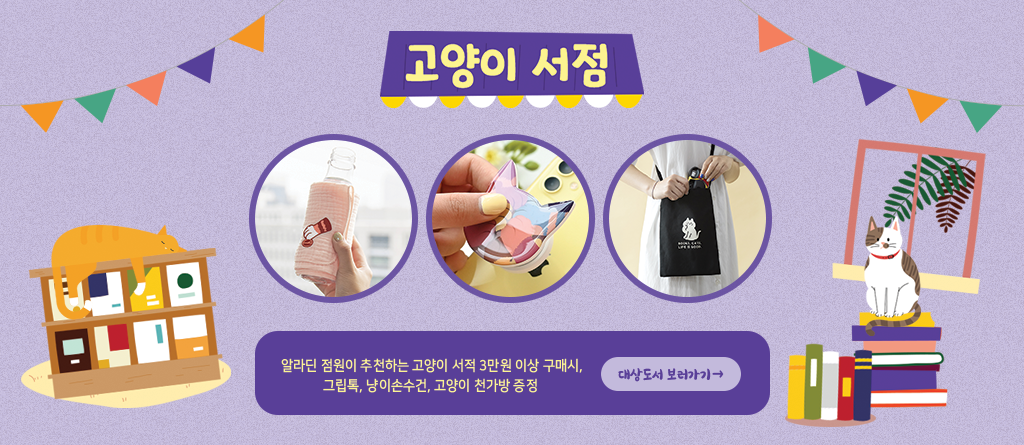 고양이 서점
알라딘 점원이 추천하는 고양이 서적 3만원 이상 구매시,
그립톡, 냥이손수건, 고양이 천가방 증정
대상도서 보러가기→